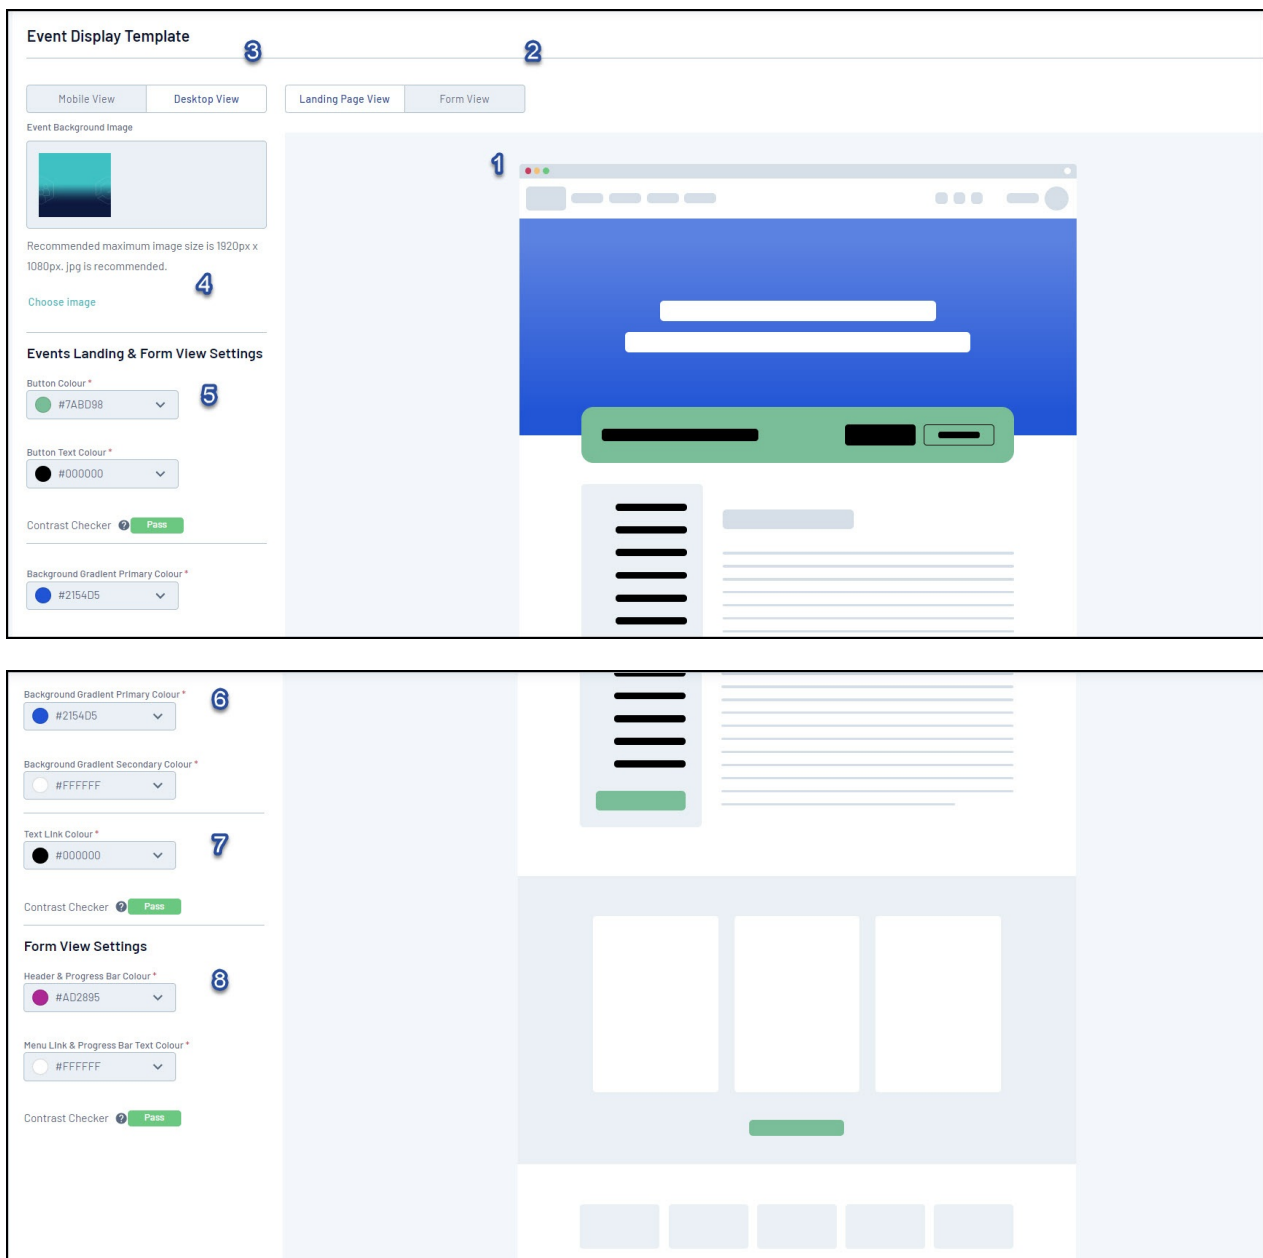 Event Display Template
3
2
Mobile View
Desktop View
Landing Page View
Form View
Event Background Image
1
Recommended maximum image size is 1920px x
1080px. jpg is recommended.
4
Choose image
Events Landing & Form View Settings
Button Colour *
5
#7ABD98
Button Text Colour *
#000000
Contrast Checker ? Pass
Background Gradient Primary Colour *
#2154D5
Background Gradient Primary Colour *
6
#2154D5
Background Gradient Secondary Colour *
#FFFFFF
Text Link Colour *
7
#000000
Contrast Checker ? Pass
Form View Settings
Header & Progress Bar Colour *
8
#AD2895
Menu Link & Progress Bar Text Colour *
#FFFFFF
Contrast Checker ? Pass